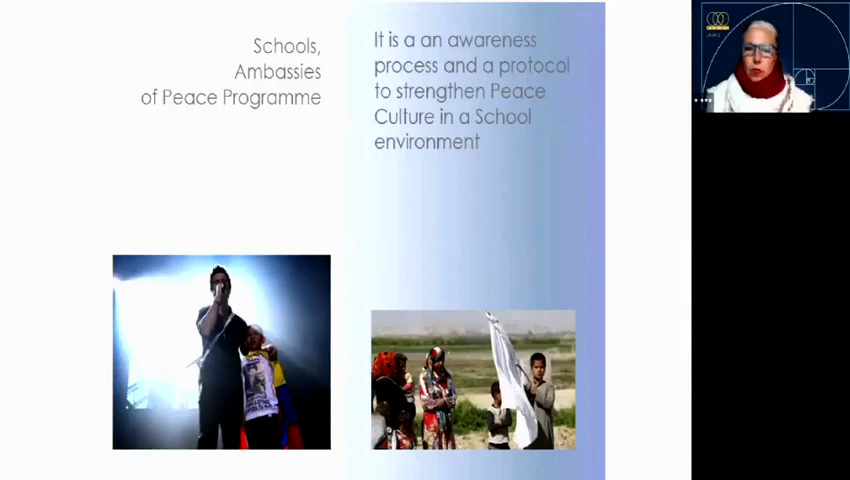 Schools,
Ambassies
of Peace Programme
It is a an awareness
process and a protocol
to strengthen Peace
Culture in a School
environment